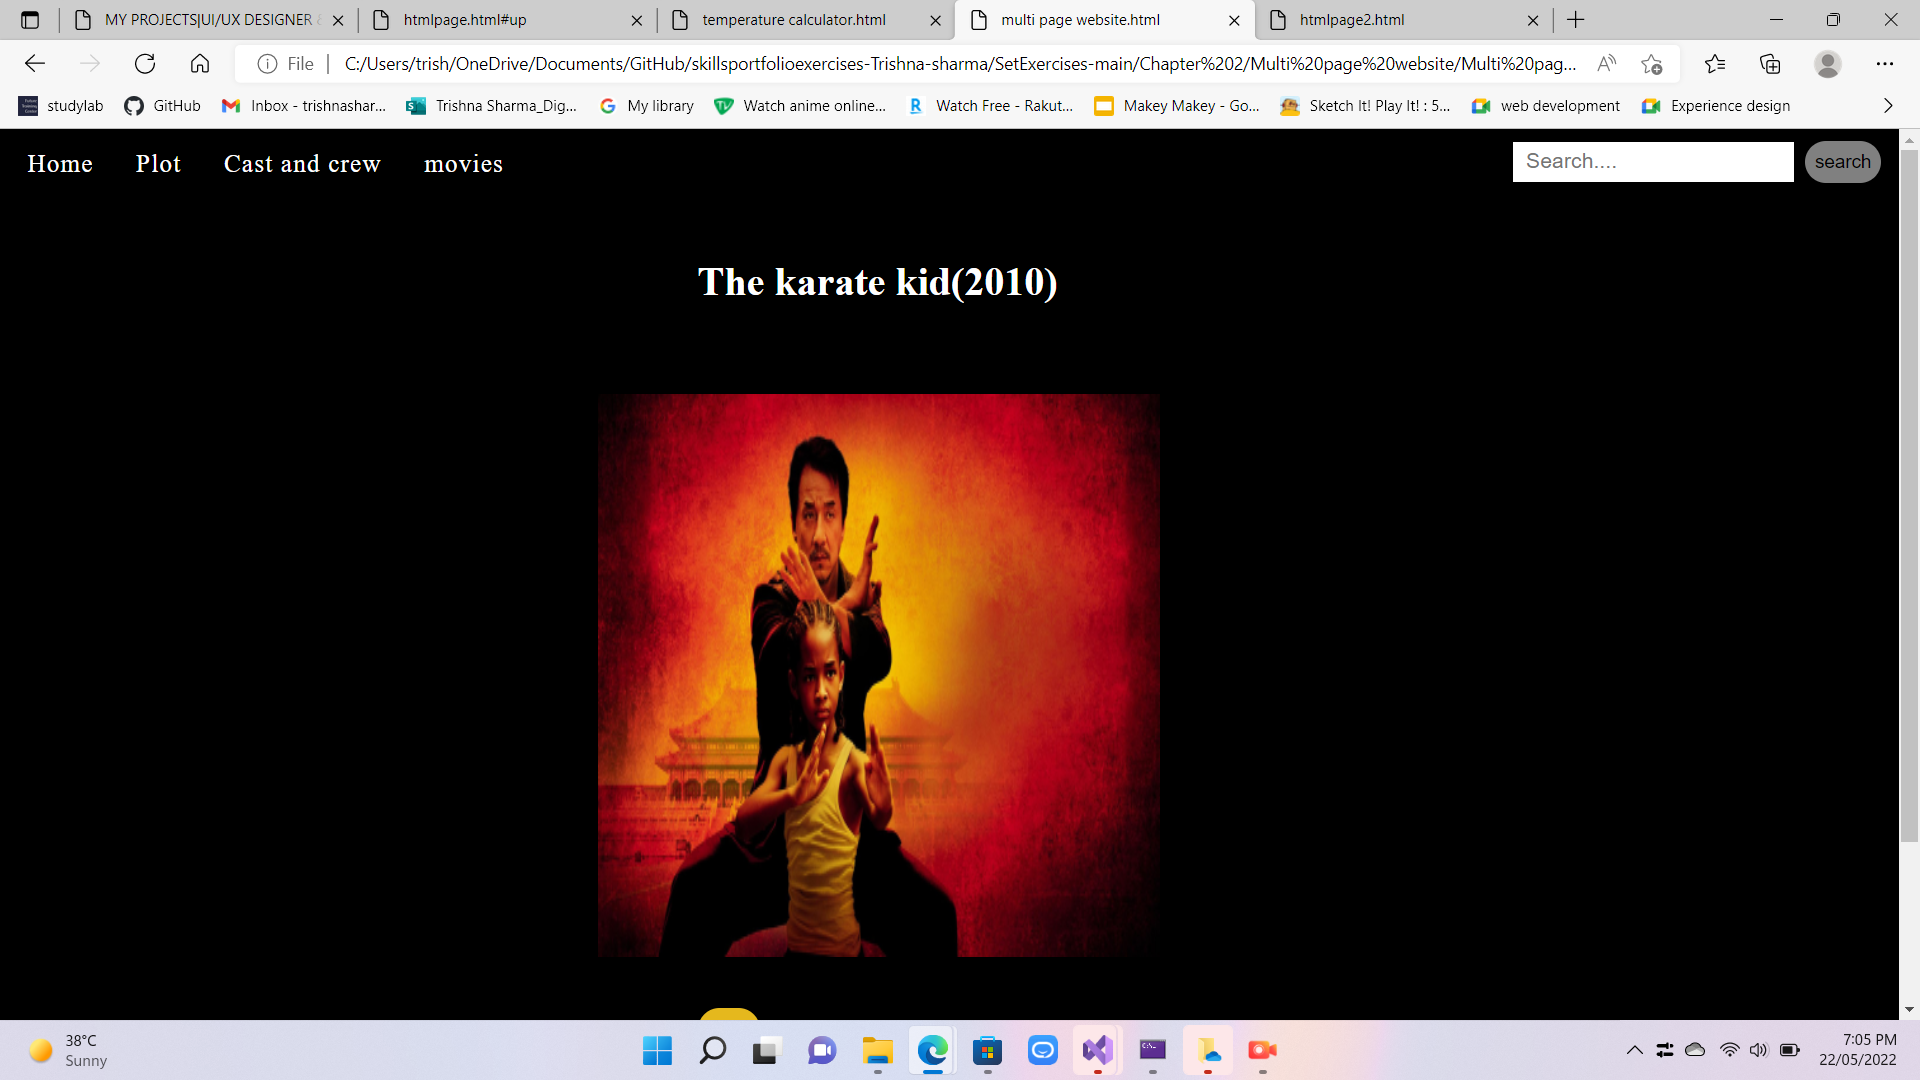 MY PROJECTS|UI/UX DESIGNER
htmlpage.html#up
temperature calculator.html
multi page website.html
htmlpage2.html
File
C:/Users/trish/OneDrive/Documents/GitHub/skillsportfolioexercises-Trishna-sharma/SetExercises-main/Chapter%202/Multi%20page%20website/Multi%20pag...
studylab
GitHub
Inbox - trishnashar...
Trishna Sharma_Dig...
My library
Watch anime online...
Watch Free - Rakut...
Makey Makey - Go...
Sketch It! Play It! : 5...
web development
Experience design
Home
Plot
Cast and crew
movies
Search....
search
The karate kid(2010)
38°C
Sunny
7:05 PM
22/05/2022